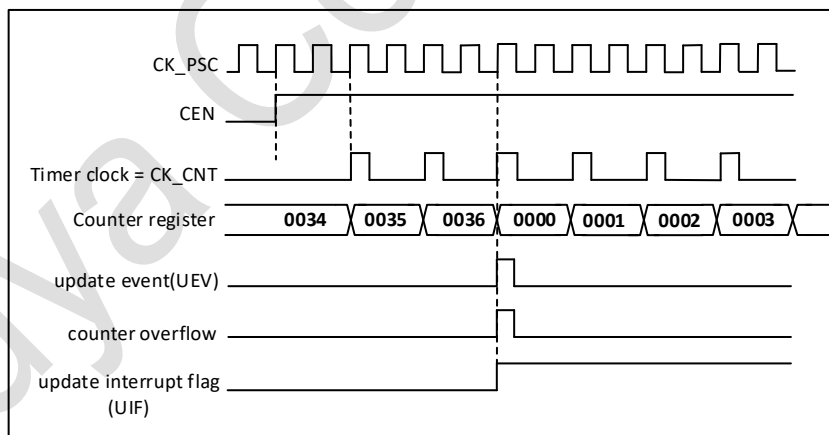 CK_PSC
CEN
Timer clock = CK_CNT
Counter register 0034 0035 0036 0000 0001 0002 0003
update event(UEV)
counter overflow
update interrupt flag
(UIF)